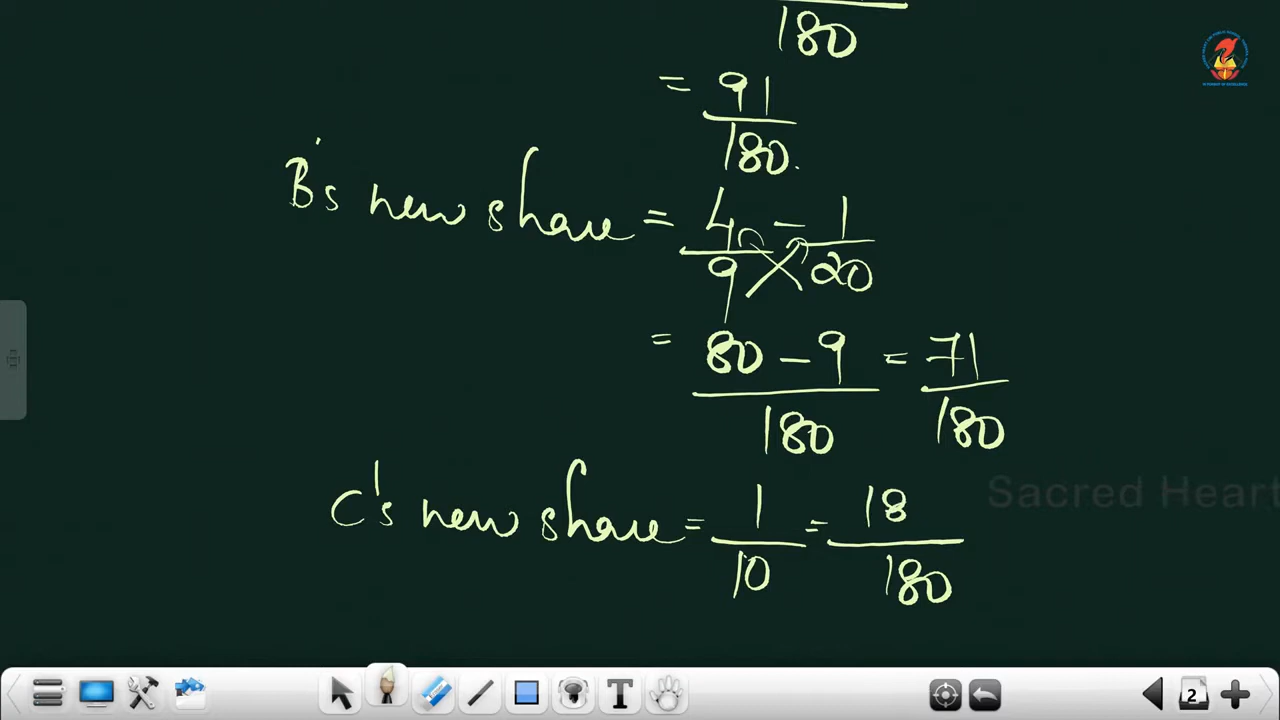 180
= 91/180.
B's new share = 4/9 - 1/20
= 80 - 9/180 = 71/180
C's new share = 1/10 = 18/180
Sacred Heart
2